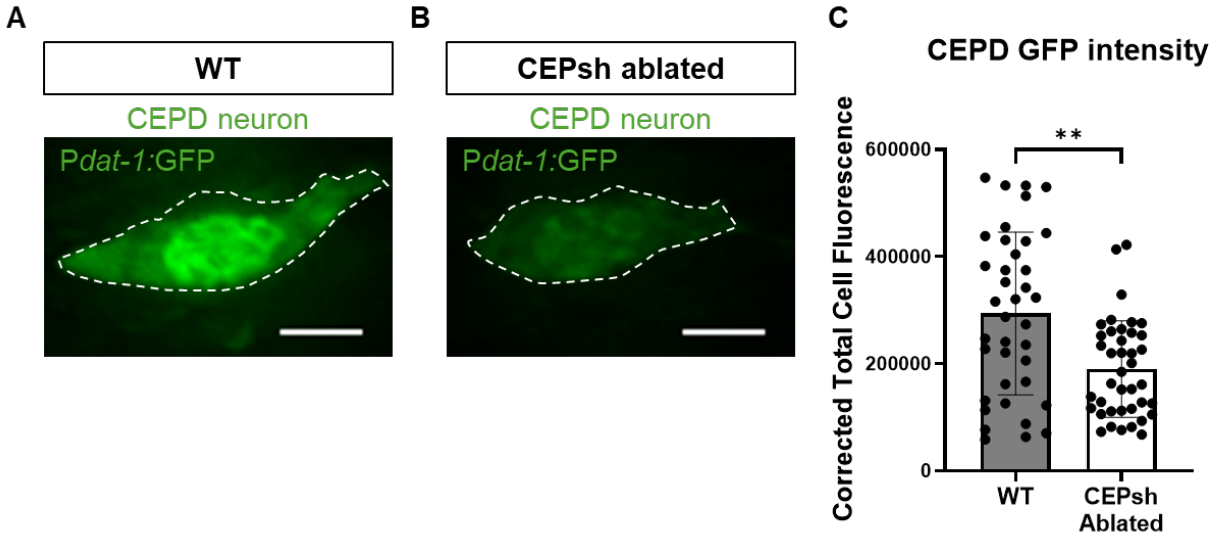 A
WT
CEPD neuron
Pdat-1:GFP
B
CEPsh ablated
CEPD neuron
Pdat-1:GFP
C
CEPD GFP intensity
Corrected Total Cell Fluorescence
**
600000
400000
200000
0
WT
CEPsh
Ablated